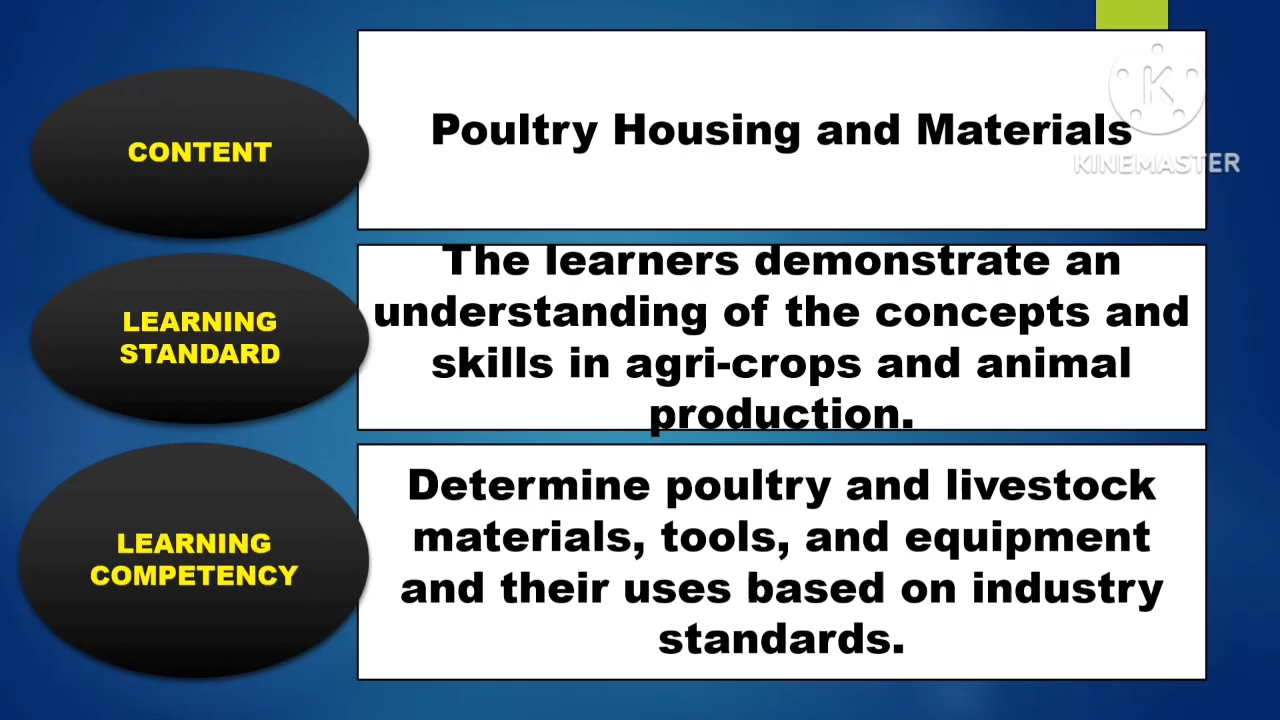 CONTENT
Poultry Housing and Materials
K
KINEMASTER
LEARNING
STANDARD
The learners demonstrate an
understanding of the concepts and
skills in agri-crops and animal
production.
LEARNING
COMPETENCY
Determine poultry and livestock
materials, tools, and equipment
and their uses based on industry
standards.